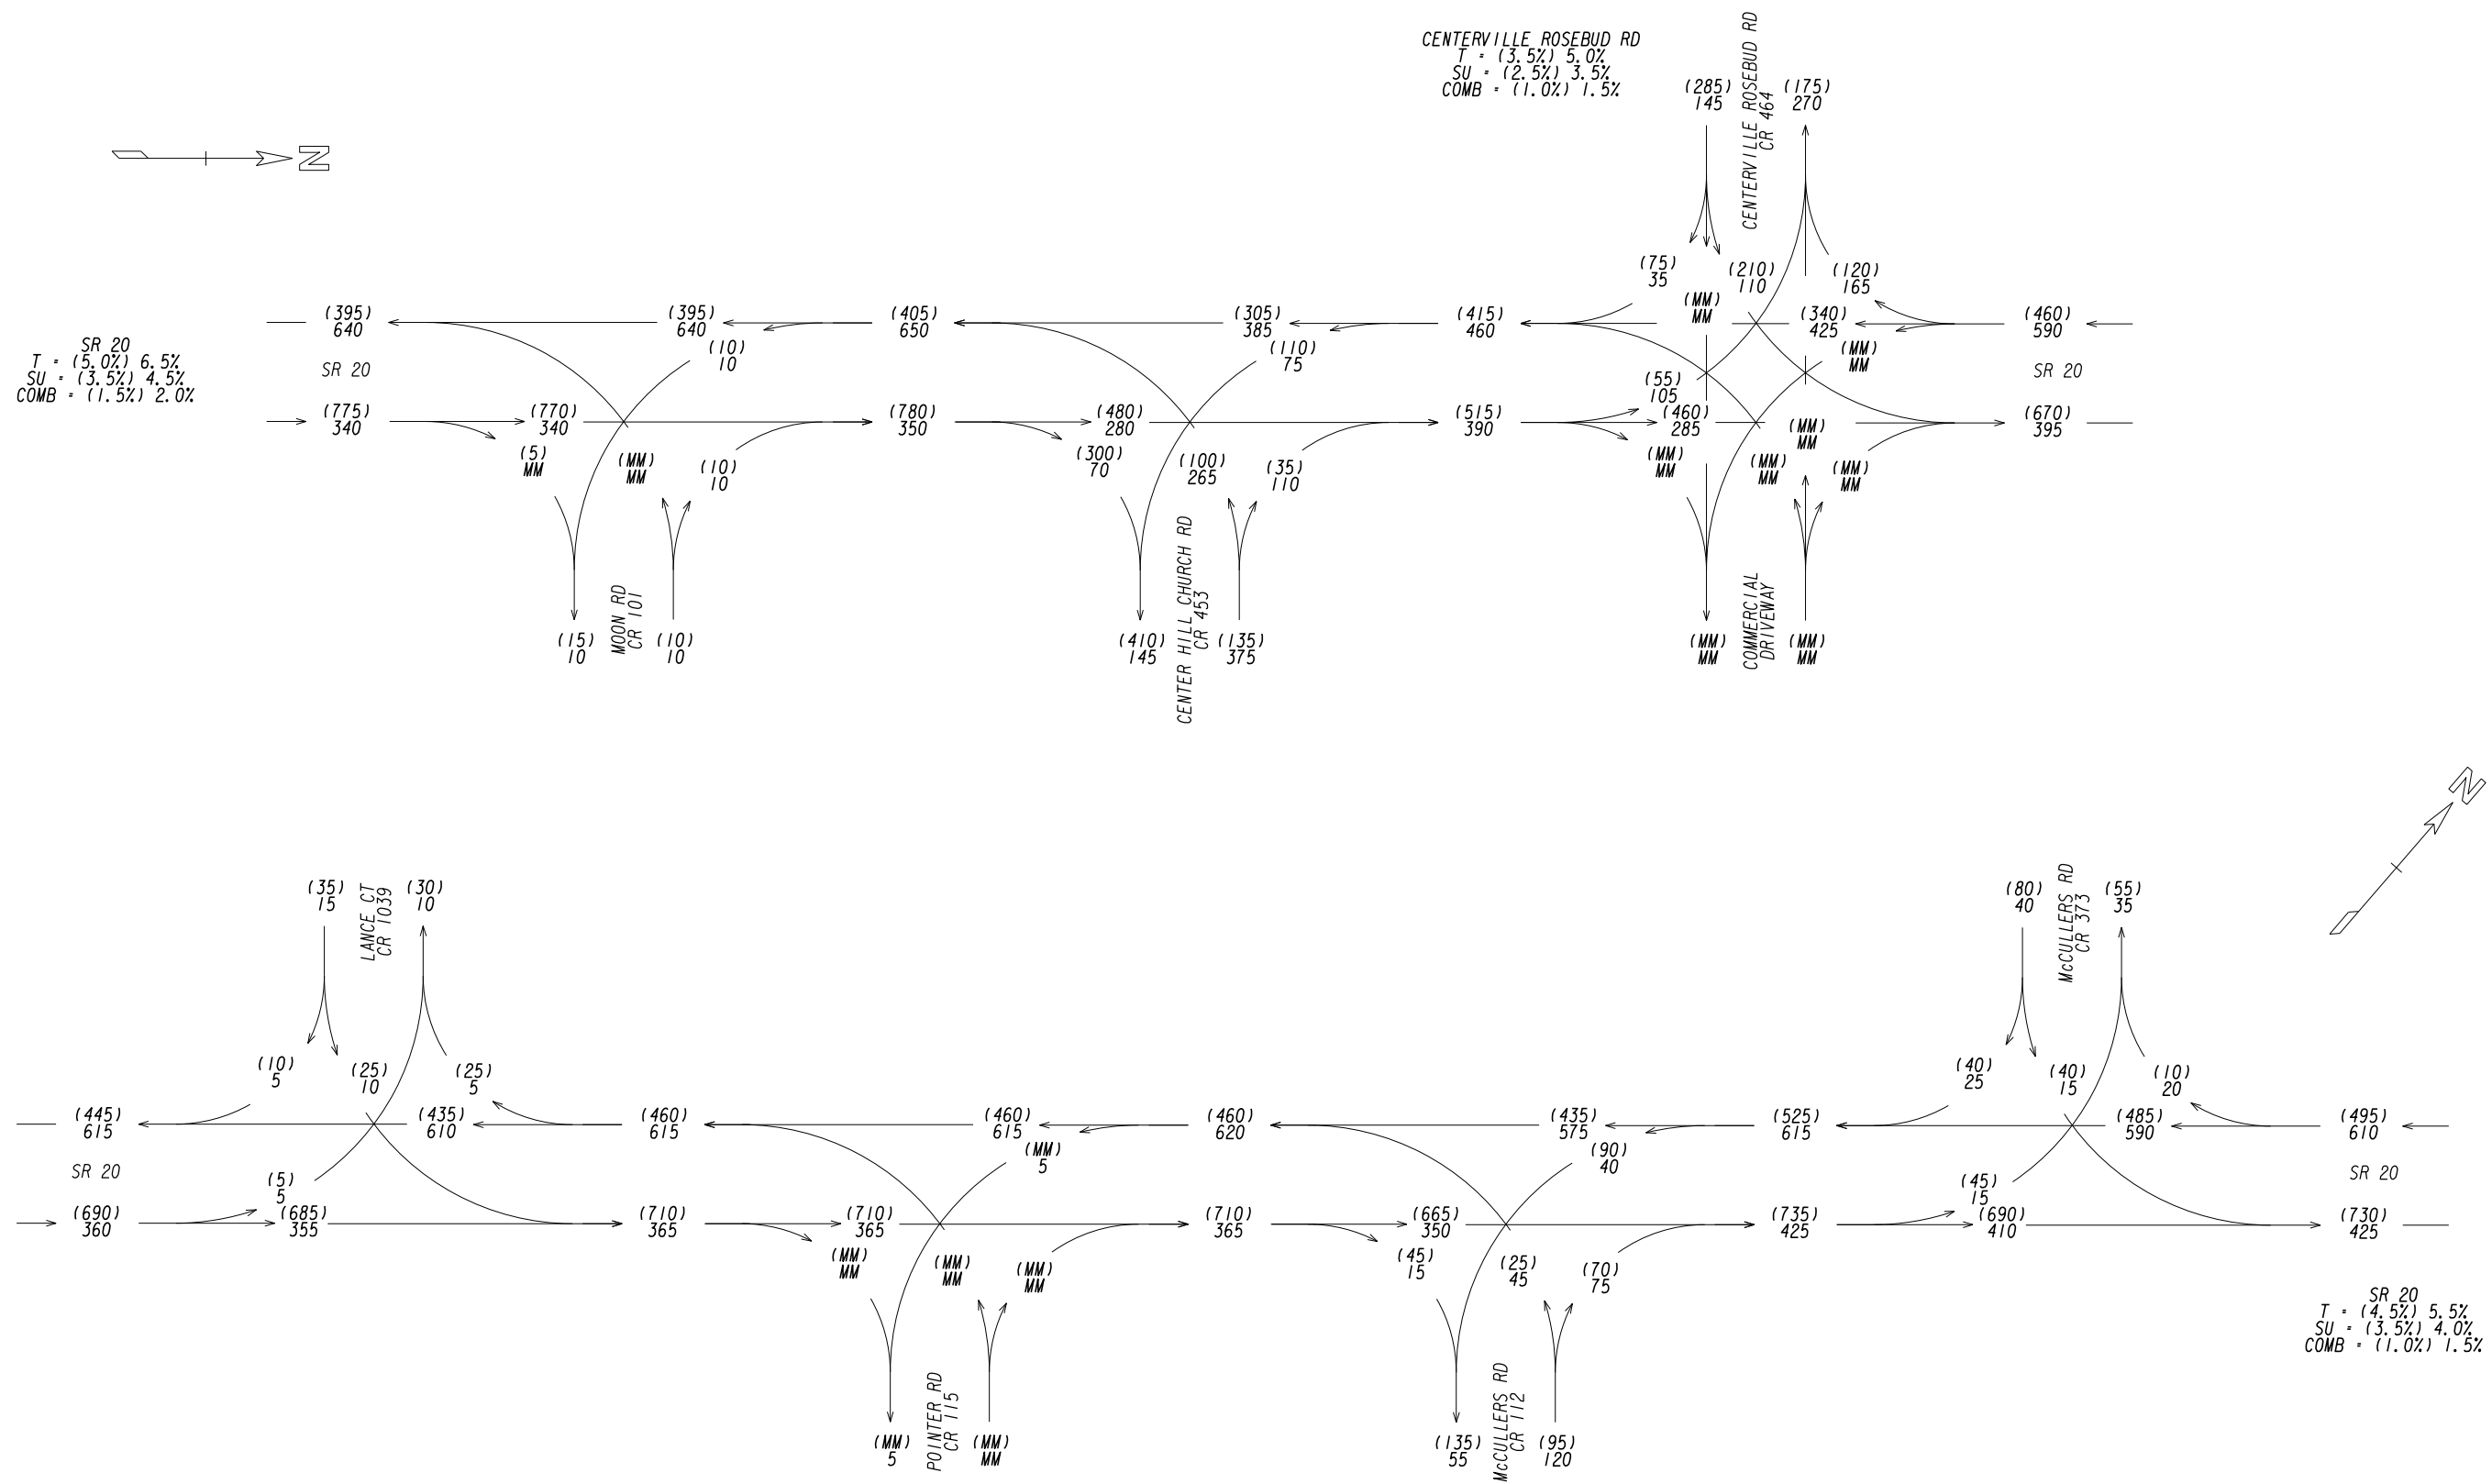 CENTERVILLE ROSEBUD RD
T = (3.5%) 5.0%
SU = (2.5%) 3.5%
COMB = (1.0%) 1.5%
(285)
145
CENTERVILLE ROSEBUD RD
CR 464
(175)
270
N
(75)
35
(210)
110
(120)
165
SR 20
T = (5.0%) 6.5%
SU = (3.5%) 4.5%
COMB = (1.5%) 2.0%
(395)
640
(395)
640
(405)
650
(305)
385
(415)
460
(MM)
MM
(340)
425
(460)
590
SR 20
(10)
10
(110)
75
(MM)
MM
SR 20
(55)
105
(775)
340
(770)
340
(780)
350
(480)
280
(515)
390
(460)
285
(MM)
MM
(670)
395
(5)
MM
(MM)
MM
(10)
10
(300)
70
(100)
265
(35)
110
(MM)
MM
(MM)
MM
(MM)
MM
(15)
10
MOON RD
CR 101
(10)
10
(410)
145
CENTER HILL CHURCH RD
CR 453
(135)
375
(MM)
MM
COMMERCIAL
DRIVEWAY
(MM)
MM
N
(35)
15
LANCE CT
CR 1039
(30)
10
(80)
40
McCULLERS RD
CR 373
(55)
35
(10)
5
(25)
10
(25)
5
(40)
25
(40)
15
(10)
20
(445)
615
(435)
610
(460)
615
(460)
615
(460)
620
(435)
575
(525)
615
(485)
590
(495)
610
SR 20
(5)
5
(MM)
5
(90)
40
(45)
15
SR 20
(690)
360
(685)
355
(710)
365
(710)
365
(710)
365
(665)
350
(735)
425
(690)
410
(730)
425
(MM)
MM
(MM)
MM
(MM)
MM
(45)
15
(25)
45
(70)
75
SR 20
T = (4.5%) 5.5%
SU = (3.5%) 4.0%
COMB = (1.0%) 1.5%
(MM)
5
POINTER RD
CR 115
(MM)
MM
(135)
55
McCULLERS RD
CR 112
(95)
120